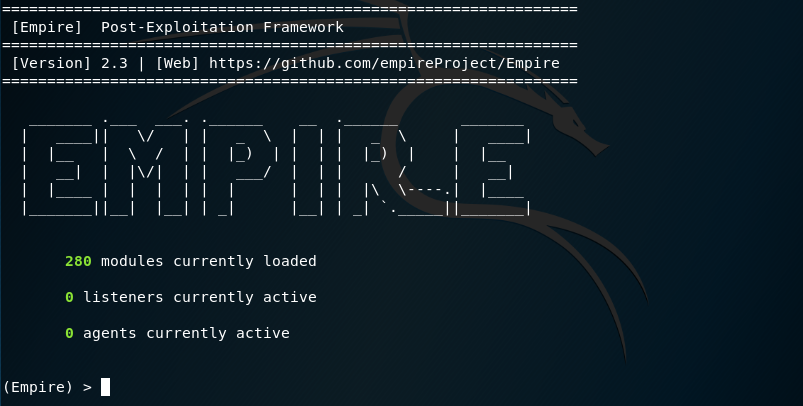 ================================================================
[Empire]  Post-Exploitation Framework
================================================================
[Version] 2.3 | [Web] https://github.com/empireProject/Empire
================================================================
EMPIRE
280 modules currently loaded
0 listeners currently active
0 agents currently active
(Empire) >